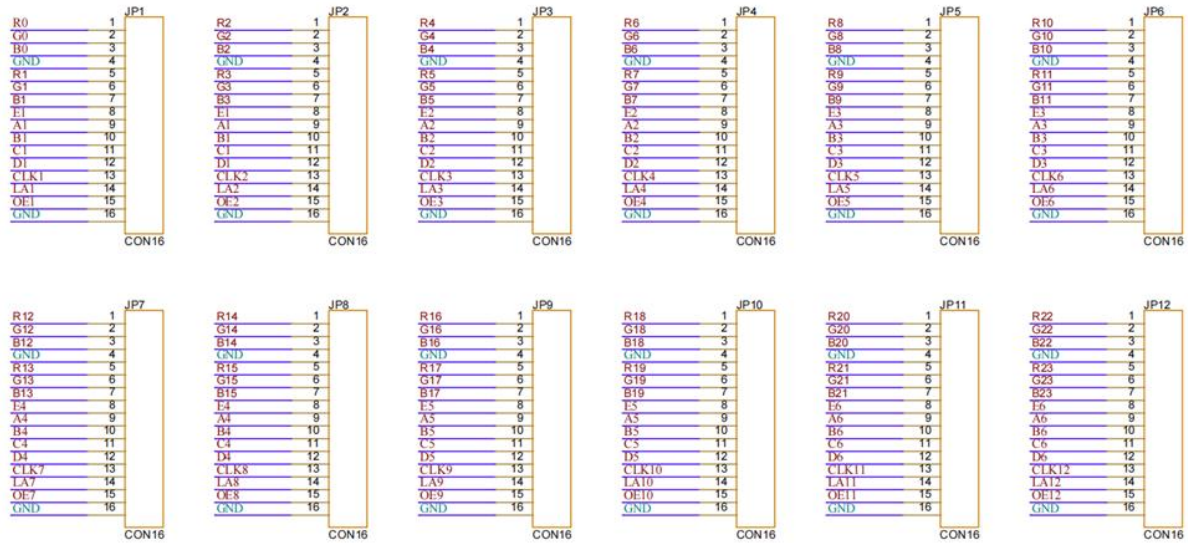 JP1
R0 1
G0 2
B0 3
GND 4
R1 5
G1 6
B1 7
E1 8
A1 9
B1 10
C1 11
D1 12
CLK1 13
LA1 14
OE1 15
GND 16
CON16
JP2
R2 1
G2 2
B2 3
GND 4
R3 5
G3 6
B3 7
E1 8
A1 9
B1 10
C1 11
D1 12
CLK2 13
LA2 14
OE2 15
GND 16
CON16
JP3
R4 1
G4 2
B4 3
GND 4
R5 5
G5 6
B5 7
E2 8
A2 9
B2 10
C2 11
D2 12
CLK3 13
LA3 14
OE3 15
GND 16
CON16
JP4
R6 1
G6 2
B6 3
GND 4
R7 5
G7 6
B7 7
E2 8
A2 9
B2 10
C2 11
D2 12
CLK4 13
LA4 14
OE4 15
GND 16
CON16
JP5
R8 1
G8 2
B8 3
GND 4
R9 5
G9 6
B9 7
E3 8
A3 9
B3 10
C3 11
D3 12
CLK5 13
LA5 14
OE5 15
GND 16
CON16
JP6
R10 1
G10 2
B10 3
GND 4
R11 5
G11 6
B11 7
E3 8
A3 9
B3 10
C3 11
D3 12
CLK6 13
LA6 14
OE6 15
GND 16
CON16
JP7
R12 1
G12 2
B12 3
GND 4
R13 5
G13 6
B13 7
E4 8
A4 9
B4 10
C4 11
D4 12
CLK7 13
LA7 14
OE7 15
GND 16
CON16
JP8
R14 1
G14 2
B14 3
GND 4
R15 5
G15 6
B15 7
E4 8
A4 9
B4 10
C4 11
D4 12
CLK8 13
LA8 14
OE8 15
GND 16
CON16
JP9
R16 1
G16 2
B16 3
GND 4
R17 5
G17 6
B17 7
E5 8
A5 9
B5 10
C5 11
D5 12
CLK9 13
LA9 14
OE9 15
GND 16
CON16
JP10
R18 1
G18 2
B18 3
GND 4
R19 5
G19 6
B19 7
E5 8
A5 9
B5 10
C5 11
D5 12
CLK10 13
LA10 14
OE10 15
GND 16
CON16
JP11
R20 1
G20 2
B20 3
GND 4
R21 5
G21 6
B21 7
E6 8
A6 9
B6 10
C6 11
D6 12
CLK11 13
LA11 14
OE11 15
GND 16
CON16
JP12
R22 1
G22 2
B22 3
GND 4
R23 5
G23 6
B23 7
E6 8
A6 9
B6 10
C6 11
D6 12
CLK12 13
LA12 14
OE12 15
GND 16
CON16